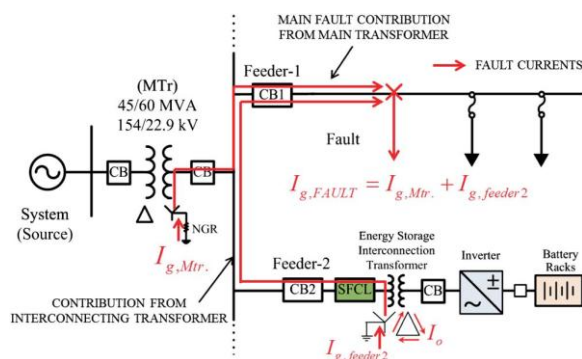 MAIN FAULT CONTRIBUTION
FROM MAIN TRANSFORMER
FAULT CURRENTS
Feeder-1
(MTr)
45/60 MVA
154/22.9 kV
CB1
Fault
CB
CB
System
(Source)
NGR
I_g,Mtr.
I_g,FAULT = I_g,Mtr. + I_g,feeder2
CONTRIBUTION FROM
INTERCONNECTING TRANSFORMER
Feeder-2
Energy Storage
Interconnection
Transformer
Inverter
Battery
Racks
CB2
SFCL
CB
I_o
I_g,feeder2